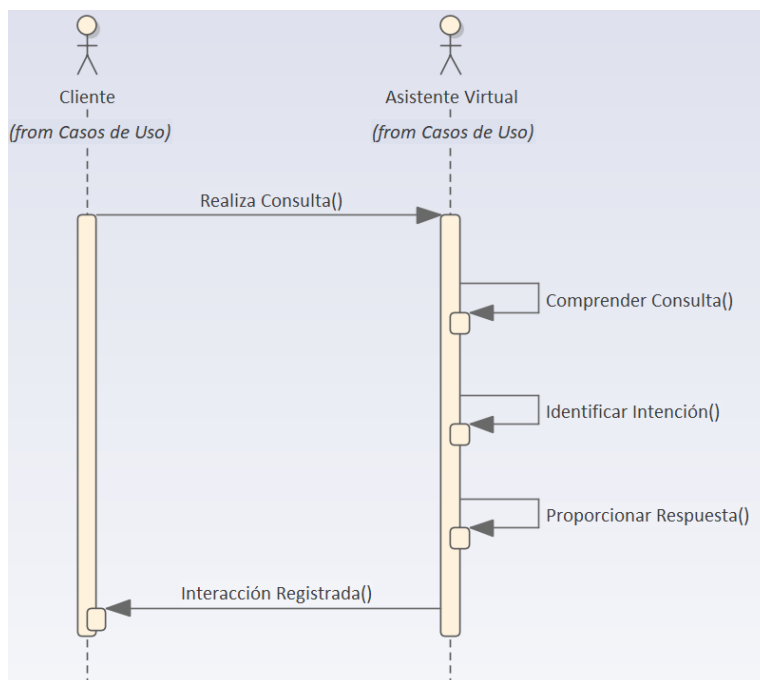 Cliente
Asistente Virtual
(from Casos de Uso)
(from Casos de Uso)
Realiza Consulta()
Comprender Consulta()
Identificar Intención()
Proporcionar Respuesta()
Interacción Registrada()